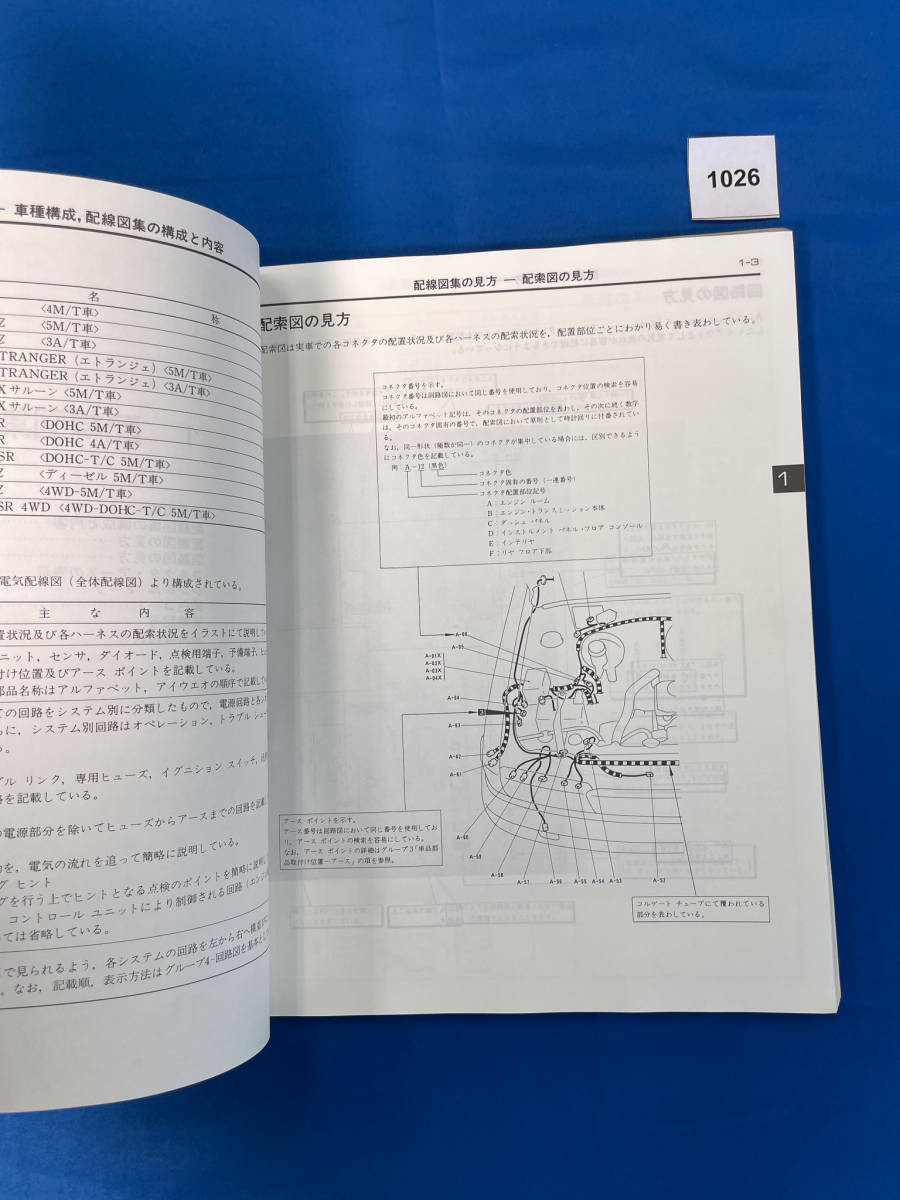 1026
― 車種構成, 配線図集の構成と内容
名 称
〈4M/T車〉
Z 〈5M/T車〉
Z 〈3A/T車〉
TRANGER (エトランジェ) 〈5M/T車〉
TRANGER (エトランジェ) 〈3A/T車〉
Xサルーン 〈5M/T車〉
Xサルーン 〈3A/T車〉
R 〈DOHC 5M/T車〉
R 〈DOHC 4A/T車〉
SR 〈DOHC-T/C 5M/T車〉
Z 〈ディーゼル 5M/T車〉
Z 〈4WD-5M/T車〉
SR 4WD 〈4WD-DOHC-T/C 5M/T車〉
電気配線図 (全体配線図) より構成されている。
主 な 内 容
置状況及び各ハーネスの配索状況をイラストにて説明し
ニット, センサ, ダイオード, 点検用端子, 予備端子,
付け位置及びアース ポイントを記載している。
部品名称はアルファベット, アイウエオの順序で記載して
ての回路をシステム別に分類したもので, 電源回路と
らに, システム別回路はオペレーション, トラブル シュー
る。
ブル リンク, 専用ヒューズ, イグニション スイッチ,
路を記載している。
の電源部分を除いてヒューズからアースまでの回路を記載
を, 電気の流れを追って簡略に説明している。
グ ヒント
グを行う上でヒントとなる点検のポイントを簡略に説明
コントロール ユニットにより制御される回路 (エンジ
ては省略している。
で見られるよう, 各システムの回路を左から右へ横並びに
。なお, 記載順, 表示方法はグループ4-回路図を基本と
1-3
配線図集の見方 ― 配索図の見方
配索図の見方
配索図は実車での各コネクタの配置状況及び各ハーネスの配索状況を, 配置部位ごとにわかり易く書き表わしている。
コネクタ番号を示す。
コネクタ番号は回路図において同じ番号を使用しており, コネクタ位置の検索を容易
にしている。
最初のアルファベット記号は, そのコネクタの配置部位を表わし, その次に続く数字
は, そのコネクタ固有の番号で, 配索図において原則として時計回りに付番されてい
る。
なお, 同一形状 (極数が同一) のコネクタが集中している場合には, 区別できるよう
にコネクタ色を記載している。
例:A-12 (黒色)
コネクタ色
コネクタ固有の番号 (一連番号)
コネクタ配置部位記号
A:エンジン ルーム
B:エンジン・トランスミッション本体
C:ダッシュ パネル
D:インストルメント パネル・フロア コンソール
E:インテリヤ
F:リヤ フロア下部
1
A-66
A-65
A-01X
A-02X
A-03X
A-04X
A-64
A-63
A-62
A-61
A-60
A-59
A-58
A-57
A-56
A-55
A-54
A-53
A-52
アース ポイントを示す。
アース番号は回路図において同じ番号を使用してお
り, アース ポイントの検索を容易にしている。
なお, アース ポイントの詳細はグループ3「単品部
品取付け位置-アース」の項を参照。
コルゲート チューブにて覆われている
部分を表わしている。